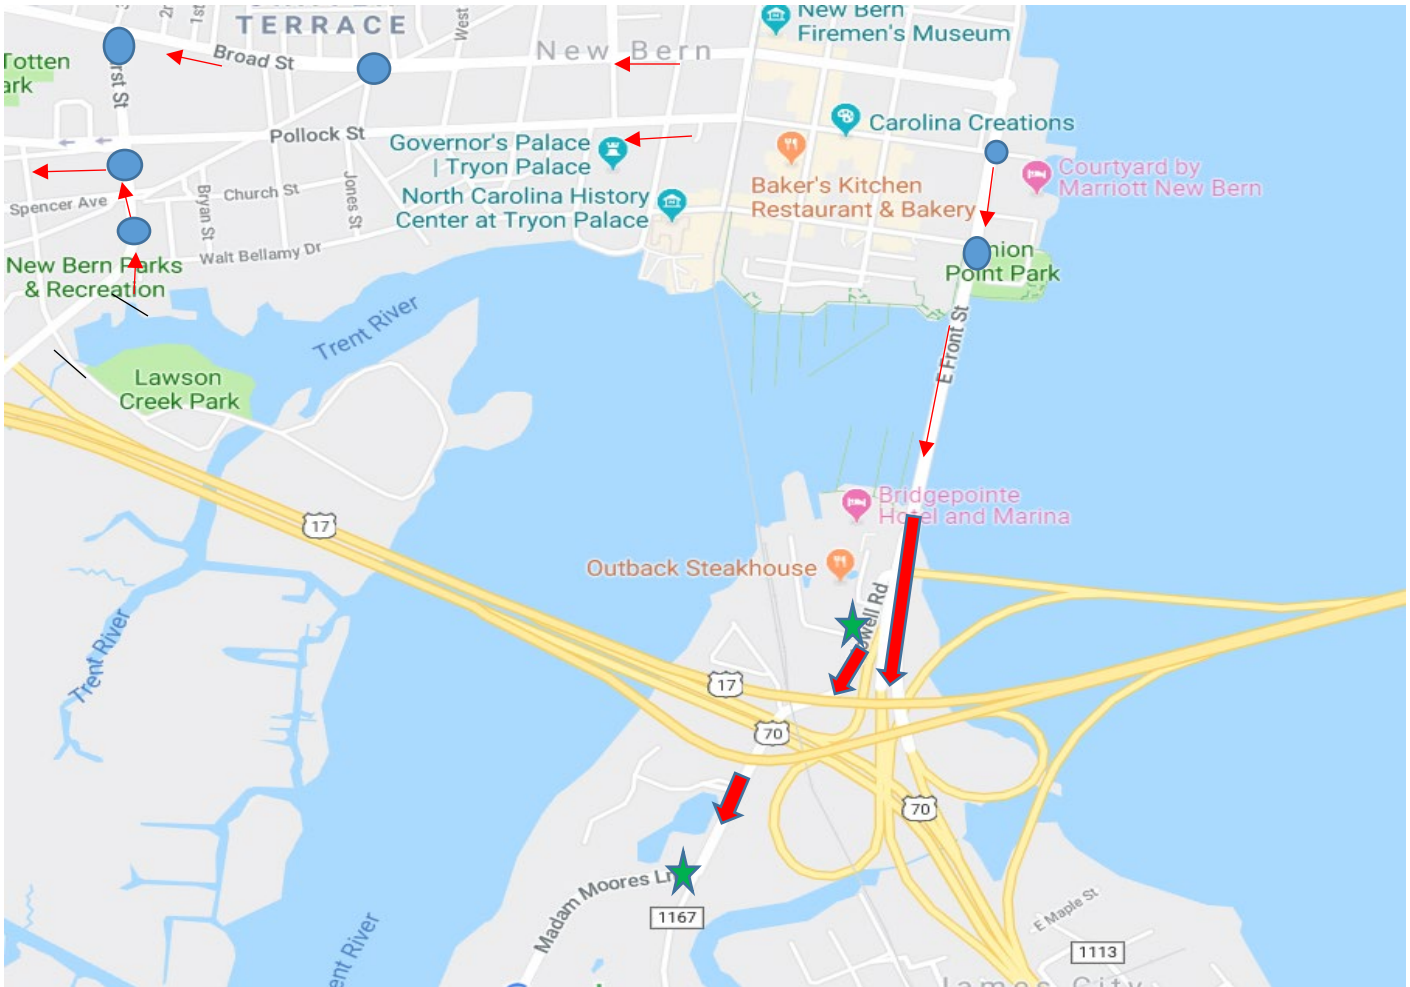 1st
2nd
West
New Bern
Firemen's Museum
TERRACE
New Bern
Broad St
Totten
ark
rst St
Pollock St
Carolina Creations
Governor's Palace
| Tryon Palace
Courtyard by
Marriott New Bern
Baker's Kitchen
Restaurant & Bakery
North Carolina History
Center at Tryon Palace
Church St
Jones St
Bryan St
Spencer Ave
Walt Bellamy Dr
nion
Point Park
New Bern Parks
& Recreation
Trent River
E Front St
Lawson
Creek Park
Bridgepointe
Hotel and Marina
17
Outback Steakhouse
owell Rd
Trent River
17
70
70
Madam Moores Ln
1167
E Maple St
1113
ent River
James City